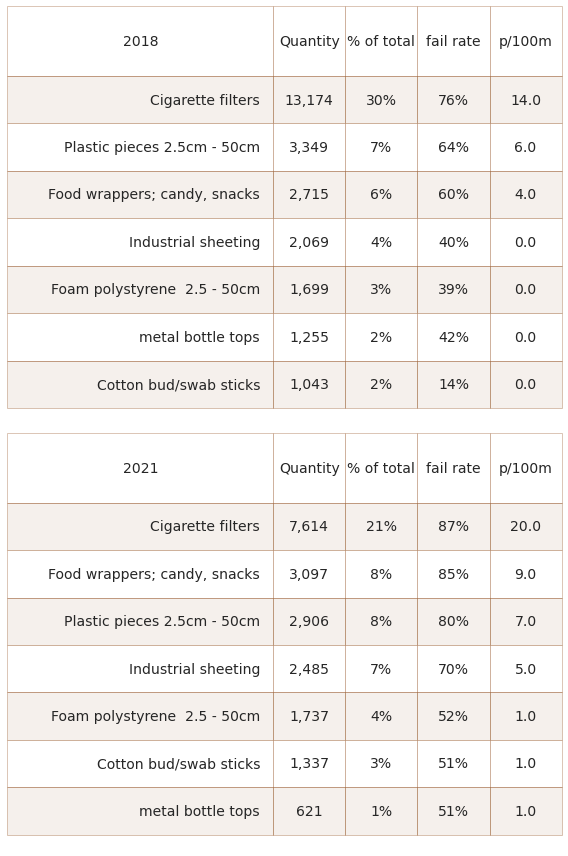 2018 Quantity % of total fail rate p/100m
Cigarette filters 13,174 30% 76% 14.0
Plastic pieces 2.5cm - 50cm 3,349 7% 64% 6.0
Food wrappers; candy, snacks 2,715 6% 60% 4.0
Industrial sheeting 2,069 4% 40% 0.0
Foam polystyrene  2.5 - 50cm 1,699 3% 39% 0.0
metal bottle tops 1,255 2% 42% 0.0
Cotton bud/swab sticks 1,043 2% 14% 0.0
2021 Quantity % of total fail rate p/100m
Cigarette filters 7,614 21% 87% 20.0
Food wrappers; candy, snacks 3,097 8% 85% 9.0
Plastic pieces 2.5cm - 50cm 2,906 8% 80% 7.0
Industrial sheeting 2,485 7% 70% 5.0
Foam polystyrene  2.5 - 50cm 1,737 4% 52% 1.0
Cotton bud/swab sticks 1,337 3% 51% 1.0
metal bottle tops 621 1% 51% 1.0